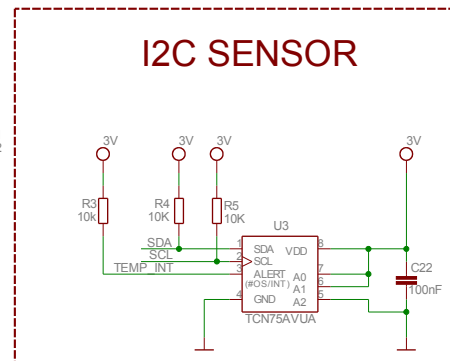 I2C SENSOR
3V 3V 3V 3V
R3 10k
R4 10K
R5 10K
U3
SDA 1 SDA VDD 8
SCL 2 SCL
TEMP_INT 3 ALERT A0 7
(#OS/INT) A1 6
4 GND A2 5
TCN75AVUA
C22
100nF